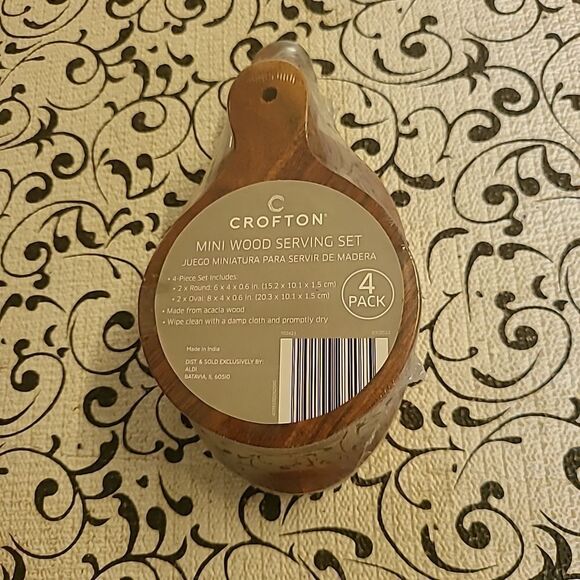 CROFTON®
MINI WOOD SERVING SET
JUEGO MINIATURA PARA SERVIR DE MADERA
• 4-Piece Set Includes:
• 2 x Round: 6 x 4 x 0.6 in. (15.2 x 10.1 x 1.5 cm)
• 2 x Oval: 8 x 4 x 0.6 in. (20.3 x 10.1 x 1.5 cm)
• Made from acacia wood
• Wipe clean with a damp cloth and promptly dry
4
PACK
Made in India
DIST & SOLD EXCLUSIVELY BY:
ALDI
BATAVIA, IL 60510